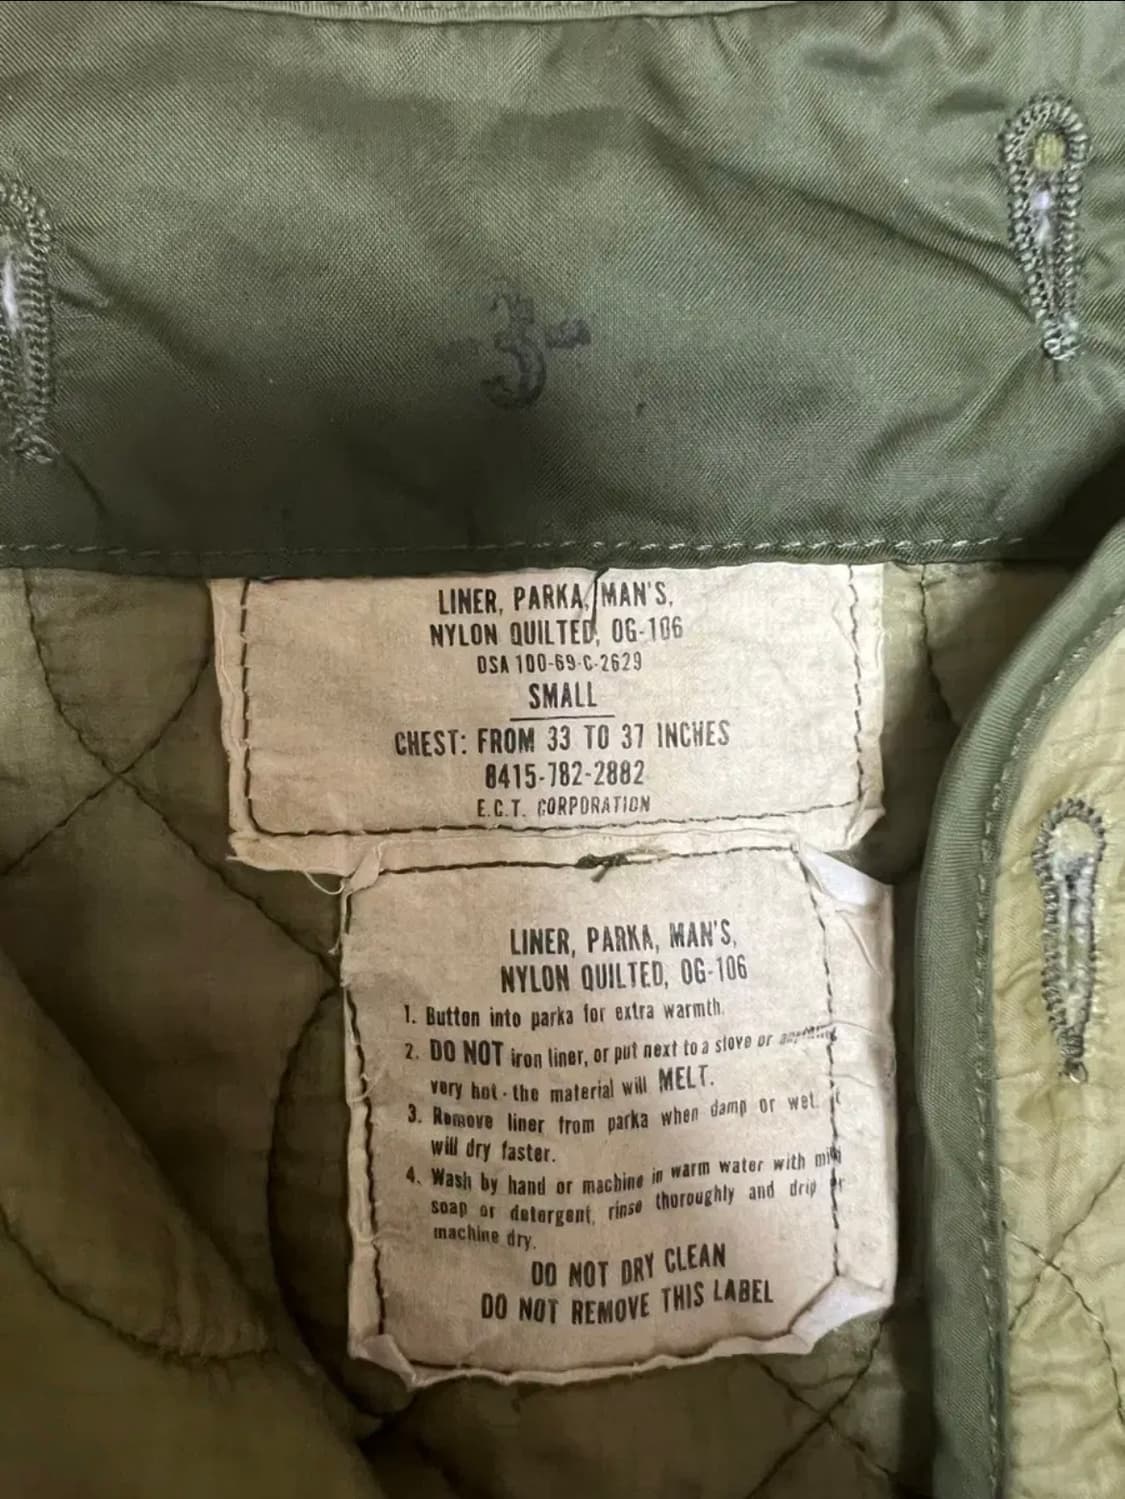 3
LINER, PARKA, MAN'S,
NYLON QUILTED, OG-106
DSA 100-69-C-2629
SMALL
CHEST: FROM 33 TO 37 INCHES
8415-782-2882
E.C.T. CORPORATION
LINER, PARKA, MAN'S,
NYLON QUILTED, OG-106
1. Button into parka for extra warmth.
2. DO NOT iron liner, or put next to a stove or anything
very hot - the material will MELT.
3. Remove liner from parka when damp or wet. it
will dry faster.
4. Wash by hand or machine in warm water with mild
soap or detergent, rinse thoroughly and drip or
machine dry.
DO NOT DRY CLEAN
DO NOT REMOVE THIS LABEL